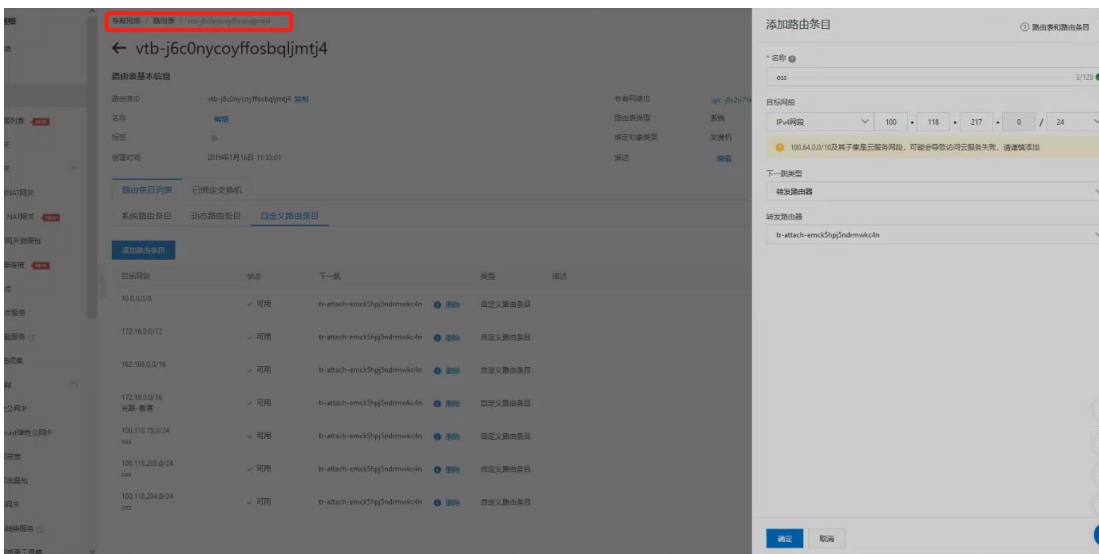 专有网络 / 路由表 / vtb-j6c0nycoyffosbqljmtj4
← vtb-j6c0nycoyffosbqljmtj4
路由表基本信息
路由表ID vtb-j6c0nycoyffosbqljmtj4 复制 专有网络ID
名称 编辑 路由表类型 系统
标签 绑定对象类型 交换机
创建时间 2019年1月16日 11:33:01 描述 编辑
路由条目列表 已绑定交换机
系统路由条目 动态路由条目 自定义路由条目
添加路由条目
目标网段 状态 下一跳 类型 描述
10.0.0.0/8 可用 tr-attach-emck5hpj5ndrmwkc4n 删除 自定义路由条目
172.16.0.0/12 可用 tr-attach-emck5hpj5ndrmwkc4n 删除 自定义路由条目
192.168.0.0/16 可用 tr-attach-emck5hpj5ndrmwkc4n 删除 自定义路由条目
172.18.0.0/16 可用 tr-attach-emck5hpj5ndrmwkc4n 删除 自定义路由条目
100.118.78.0/24 可用 tr-attach-emck5hpj5ndrmwkc4n 删除 自定义路由条目
oss
100.118.203.0/24 可用 tr-attach-emck5hpj5ndrmwkc4n 删除 自定义路由条目
oss
100.118.204.0/24 可用 tr-attach-emck5hpj5ndrmwkc4n 删除 自定义路由条目
oss
添加路由条目 路由表和路由条目
* 名称
oss 3/128
目标网段
IPv4网段 100 . 118 . 217 . 0 / 24
100.64.0.0/10及其子集是云服务网段，可能会导致访问云服务失败，请谨慎添加
下一跳类型
转发路由器
转发路由器
tr-attach-emck5hpj5ndrmwkc4n
确定 取消